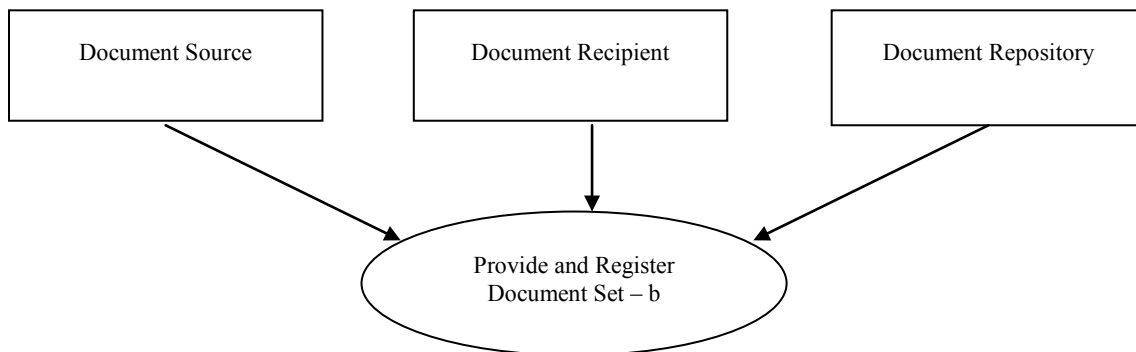 Document Source
Document Recipient
Document Repository
Provide and Register
Document Set – b